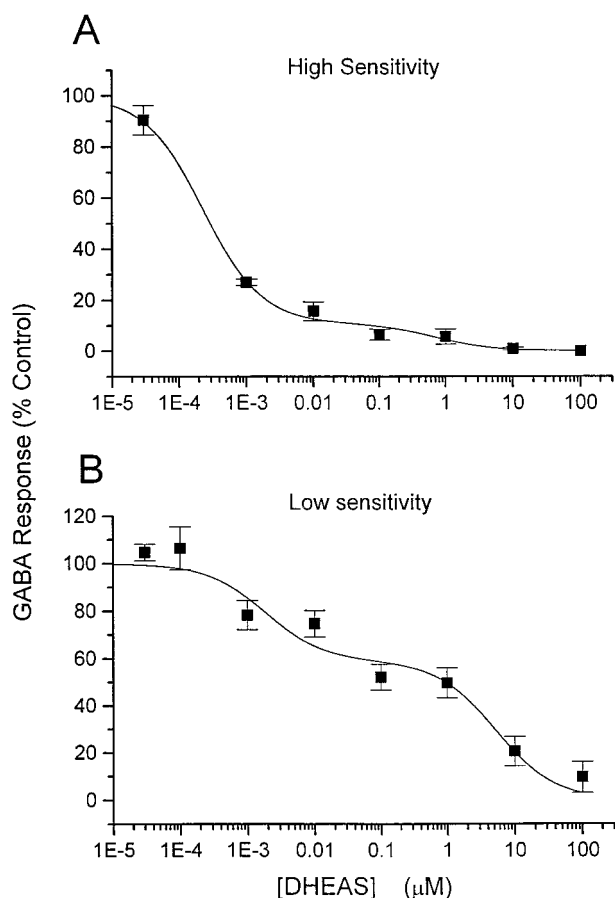 A
High Sensitivity
100
80
60
40
20
0
1E-5 1E-4 1E-3 0.01 0.1 1 10 100
GABA Response (% Control)
B
Low sensitivity
120
100
80
60
40
20
0
1E-5 1E-4 1E-3 0.01 0.1 1 10 100
[DHEAS] (μM)